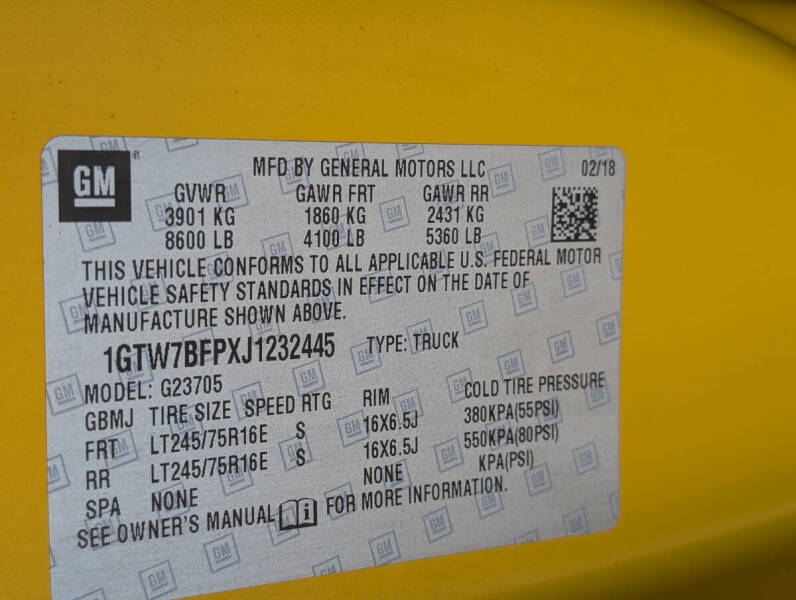 GM
MFD BY GENERAL MOTORS LLC 02/18
GVWR GAWR FRT GAWR RR
3901 KG 1860 KG 2431 KG
8600 LB 4100 LB 5360 LB
THIS VEHICLE CONFORMS TO ALL APPLICABLE U.S. FEDERAL MOTOR
VEHICLE SAFETY STANDARDS IN EFFECT ON THE DATE OF
MANUFACTURE SHOWN ABOVE.
1GTW7BFPXJ1232445 TYPE: TRUCK
MODEL: G23705
GBMJ TIRE SIZE SPEED RTG RIM COLD TIRE PRESSURE
FRT LT245/75R16E S 16X6.5J 380KPA(55PSI)
RR LT245/75R16E S 16X6.5J 550KPA(80PSI)
SPA NONE NONE KPA(PSI)
SEE OWNER'S MANUAL FOR MORE INFORMATION.